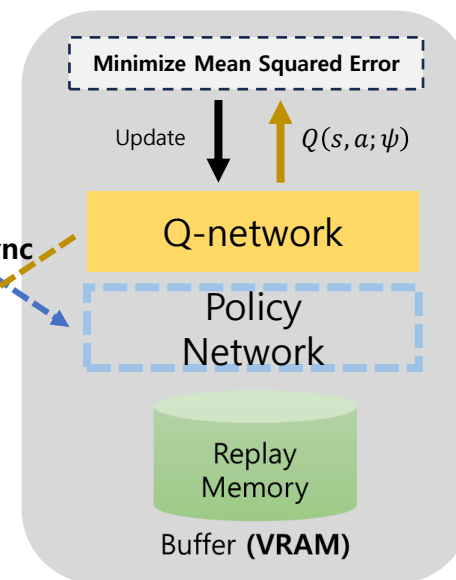 Minimize Mean Squared Error
Update
Q(s, a; ψ)
Q-network
Policy
Network
Replay
Memory
Buffer (VRAM)